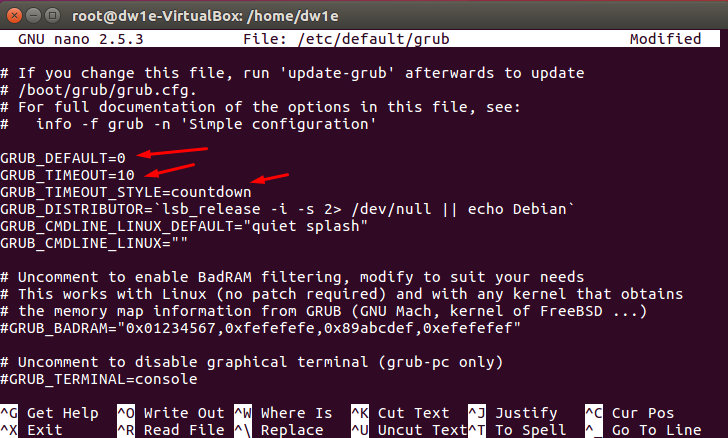 root@dw1e-VirtualBox: /home/dw1e
GNU nano 2.5.3 File: /etc/default/grub Modified
# If you change this file, run 'update-grub' afterwards to update
# /boot/grub/grub.cfg.
# For full documentation of the options in this file, see:
#   info -f grub -n 'Simple configuration'
GRUB_DEFAULT=0
GRUB_TIMEOUT=10
GRUB_TIMEOUT_STYLE=countdown
GRUB_DISTRIBUTOR=`lsb_release -i -s 2> /dev/null || echo Debian`
GRUB_CMDLINE_LINUX_DEFAULT="quiet splash"
GRUB_CMDLINE_LINUX=""
# Uncomment to enable BadRAM filtering, modify to suit your needs
# This works with Linux (no patch required) and with any kernel that obtains
# the memory map information from GRUB (GNU Mach, kernel of FreeBSD ...)
#GRUB_BADRAM="0x01234567,0xfefefefe,0x89abcdef,0xefefefef"
# Uncomment to disable graphical terminal (grub-pc only)
#GRUB_TERMINAL=console
^G Get Help ^O Write Out ^W Where Is ^K Cut Text ^J Justify ^C Cur Pos
^X Exit ^R Read File ^\ Replace ^U Uncut Text ^T To Spell ^_ Go To Line